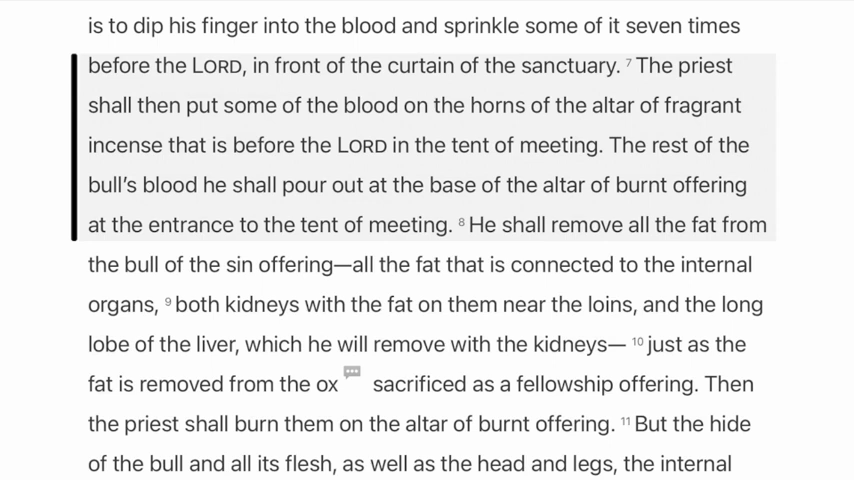 is to dip his finger into the blood and sprinkle some of it seven times
before the LORD, in front of the curtain of the sanctuary. 7 The priest
shall then put some of the blood on the horns of the altar of fragrant
incense that is before the LORD in the tent of meeting. The rest of the
bull’s blood he shall pour out at the base of the altar of burnt offering
at the entrance to the tent of meeting. 8 He shall remove all the fat from
the bull of the sin offering—all the fat that is connected to the internal
organs, 9 both kidneys with the fat on them near the loins, and the long
lobe of the liver, which he will remove with the kidneys— 10 just as the
fat is removed from the ox sacrificed as a fellowship offering. Then
the priest shall burn them on the altar of burnt offering. 11 But the hide
of the bull and all its flesh, as well as the head and legs, the internal